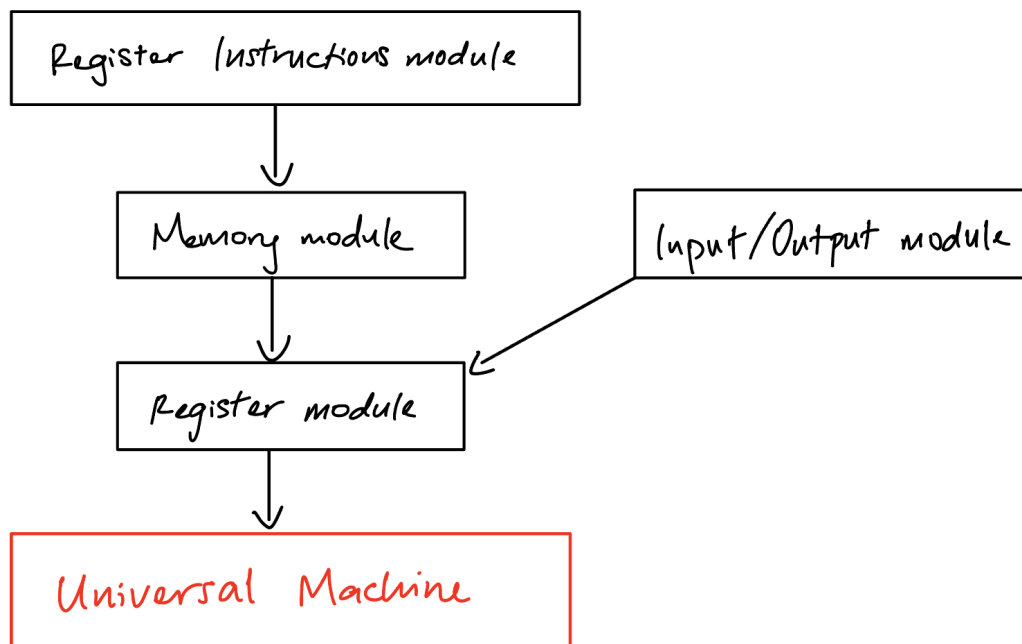 Register Instructions module
Memory module
Input/Output module
Register module
Universal Machine